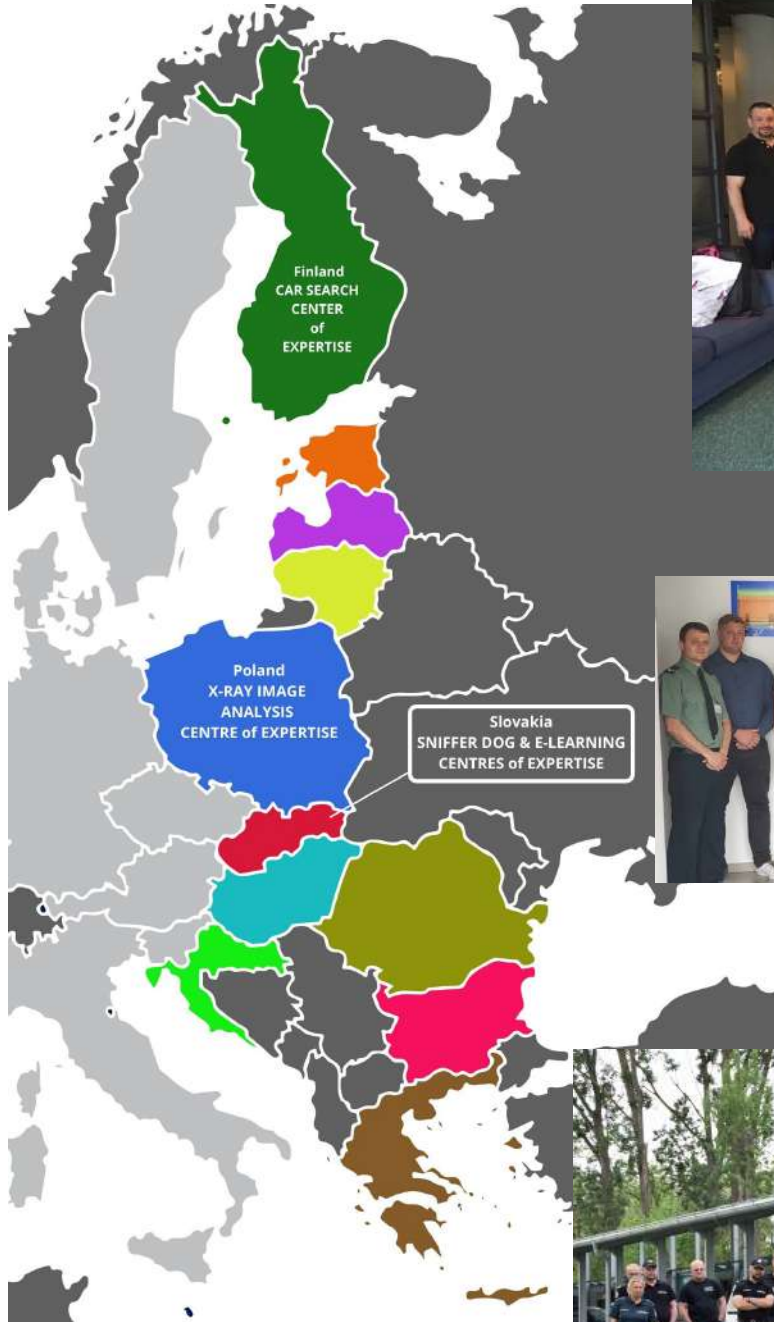 Finland
CAR SEARCH
CENTER
of
EXPERTISE
Poland
X-RAY IMAGE
ANALYSIS
CENTRE of EXPERTISE
Slovakia
SNIFFER DOG & E-LEARNING
CENTRES of EXPERTISE